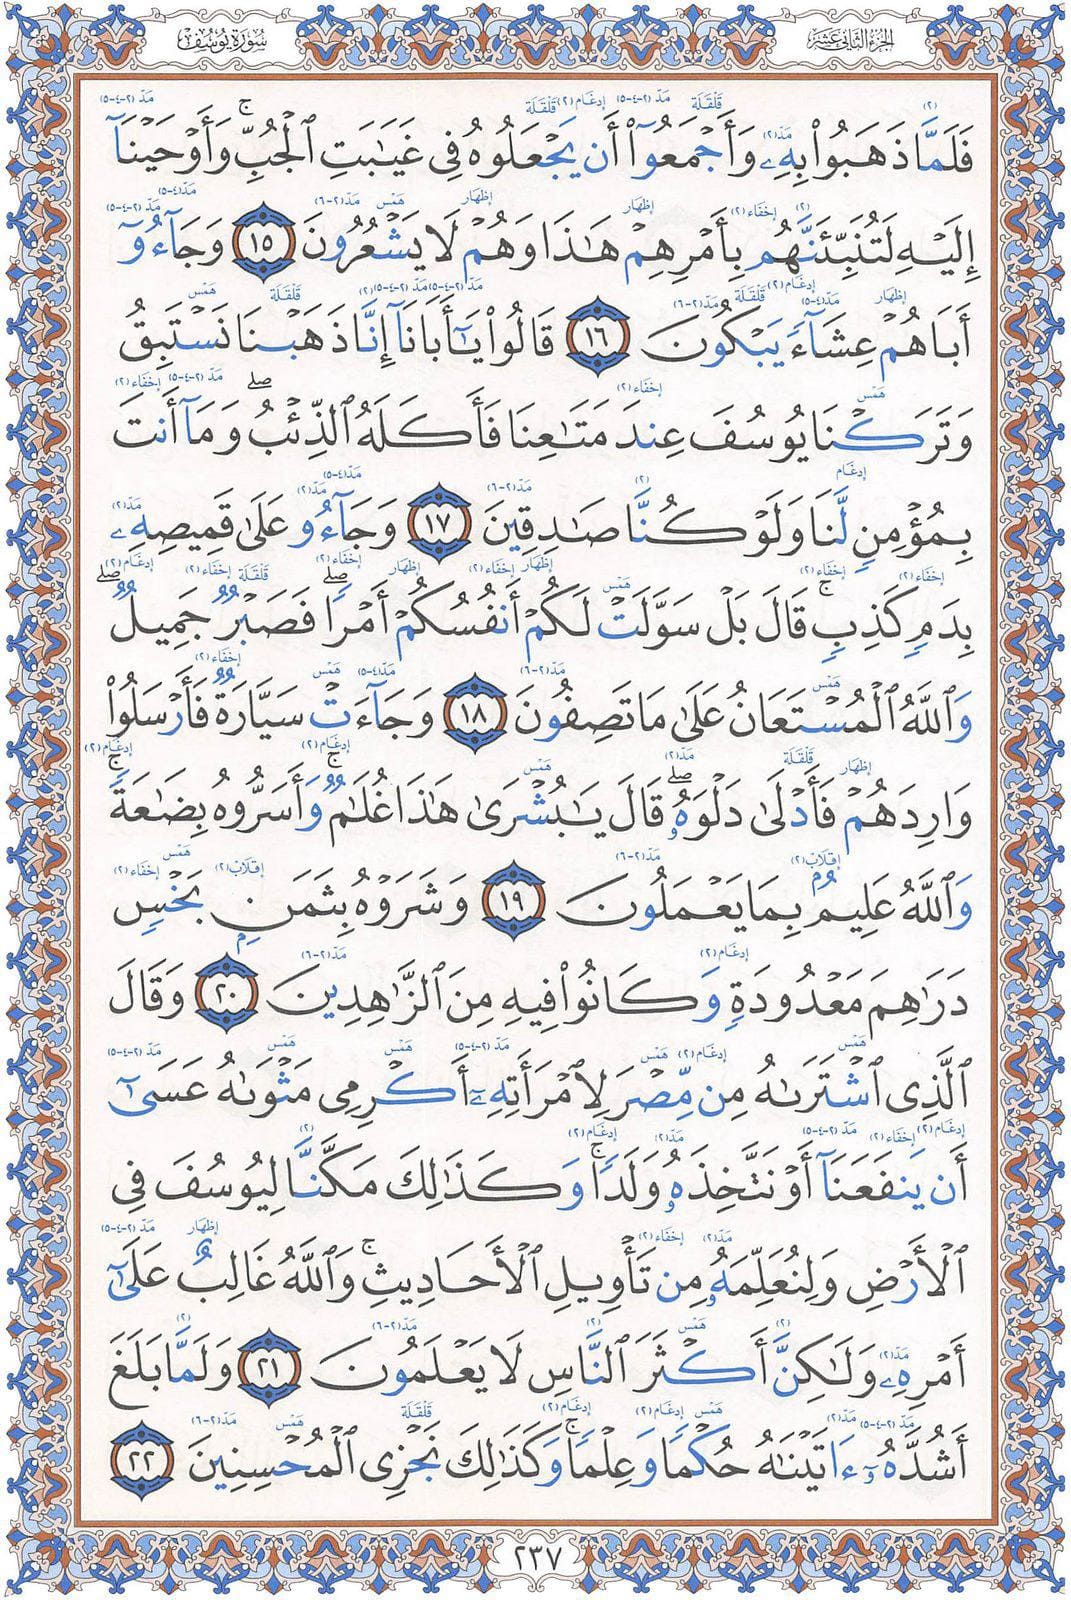 سورة يوسف
الجزء الثاني عشر
فَلَمَّا ذَهَبُوا۟ بِهِۦ وَأَجْمَعُوٓا۟ أَن يَجْعَلُوهُ فِى غَيَـٰبَتِ ٱلْجُبِّ ۚ وَأَوْحَيْنَآ
إِلَيْهِ لَتُنَبِّئَنَّهُم بِأَمْرِهِمْ هَـٰذَا وَهُمْ لَا يَشْعُرُونَ ١٥ وَجَآءُوٓ
أَبَاهُمْ عِشَآءً يَبْكُونَ ١٦ قَالُوا۟ يَـٰٓأَبَانَآ إِنَّا ذَهَبْنَا نَسْتَبِقُ
وَتَرَكْنَا يُوسُفَ عِندَ مَتَـٰعِنَا فَأَكَلَهُ ٱلذِّئْبُ ۖ وَمَآ أَنتَ
بِمُؤْمِنٍ لَّنَا وَلَوْ كُنَّا صَـٰدِقِينَ ١٧ وَجَآءُو عَلَىٰ قَمِيصِهِۦ
بِدَمٍ كَذِبٍ ۚ قَالَ بَلْ سَوَّلَتْ لَكُمْ أَنفُسُكُمْ أَمْرًا ۖ فَصَبْرٌ جَمِيلٌ ۖ
وَٱللَّهُ ٱلْمُسْتَعَانُ عَلَىٰ مَا تَصِفُونَ ١٨ وَجَآءَتْ سَيَّارَةٌ فَأَرْسَلُوا۟
وَارِدَهُمْ فَأَدْلَىٰ دَلْوَهُۥ ۖ قَالَ يَـٰبُشْرَىٰ هَـٰذَا غُلَـٰمٌ ۚ وَأَسَرُّوهُ بِضَـٰعَةً ۚ
وَٱللَّهُ عَلِيمٌۢ بِمَا يَعْمَلُونَ ١٩ وَشَرَوْهُ بِثَمَنٍۭ بَخْسٍ
دَرَٰهِمَ مَعْدُودَةٍ وَكَانُوا۟ فِيهِ مِنَ ٱلزَّٰهِدِينَ ٢٠ وَقَالَ
ٱلَّذِى ٱشْتَرَىٰهُ مِن مِّصْرَ لِٱمْرَأَتِهِۦٓ أَكْرِمِى مَثْوَىٰهُ عَسَىٰٓ
أَن يَنفَعَنَآ أَوْ نَتَّخِذَهُۥ وَلَدًا ۚ وَكَذَٰلِكَ مَكَّنَّا لِيُوسُفَ فِى
ٱلْأَرْضِ وَلِنُعَلِّمَهُۥ مِن تَأْوِيلِ ٱلْأَحَادِيثِ ۚ وَٱللَّهُ غَالِبٌ عَلَىٰٓ
أَمْرِهِۦ وَلَـٰكِنَّ أَكْثَرَ ٱلنَّاسِ لَا يَعْلَمُونَ ٢١ وَلَمَّا بَلَغَ
أَشُدَّهُۥٓ ءَاتَيْنَـٰهُ حُكْمًا وَعِلْمًا ۚ وَكَذَٰلِكَ نَجْزِى ٱلْمُحْسِنِينَ ٢٢
٢٣٧